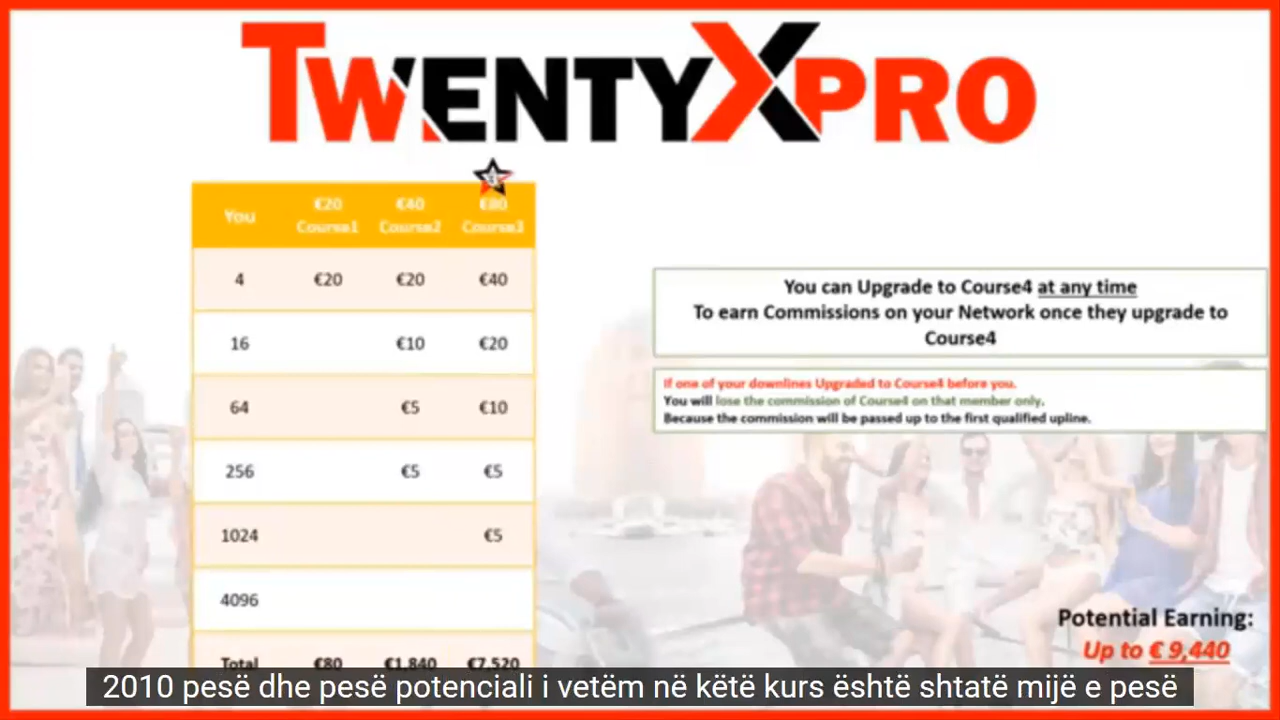 TWENTYXPRO
You €20 €40 €80
Course1 Course2 Course3
4 €20 €20 €40
16 €10 €20
64 €5 €10
256 €5 €5
1024 €5
4096
Total €80 €1,840 €7,520
You can Upgrade to Course4 at any time
To earn Commissions on your Network once they upgrade to
Course4
If one of your downlines Upgraded to Course4 before you.
You will lose the commission of Course4 on that member only.
Because the commission will be passed up to the first qualified upline.
Potential Earning:
Up to € 9,440
2010 pesë dhe pesë potenciali i vetëm në këtë kurs është shtatë mijë e pesë